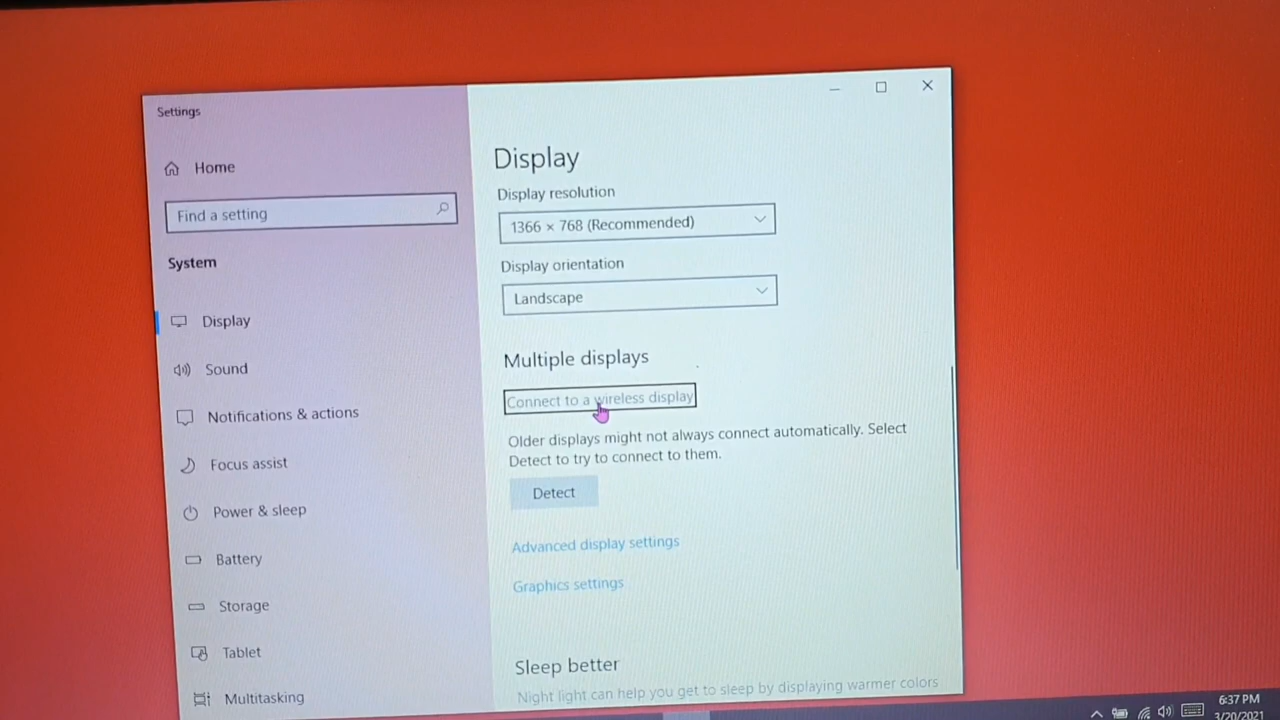 Settings
Home
Find a setting
System
Display
Sound
Notifications & actions
Focus assist
Power & sleep
Battery
Storage
Tablet
Multitasking
Display
Display resolution
1366 × 768 (Recommended)
Display orientation
Landscape
Multiple displays
Connect to a wireless display
Older displays might not always connect automatically. Select
Detect to try to connect to them.
Detect
Advanced display settings
Graphics settings
Sleep better
Night light can help you get to sleep by displaying warmer colors
6:37 PM
3/20/2021